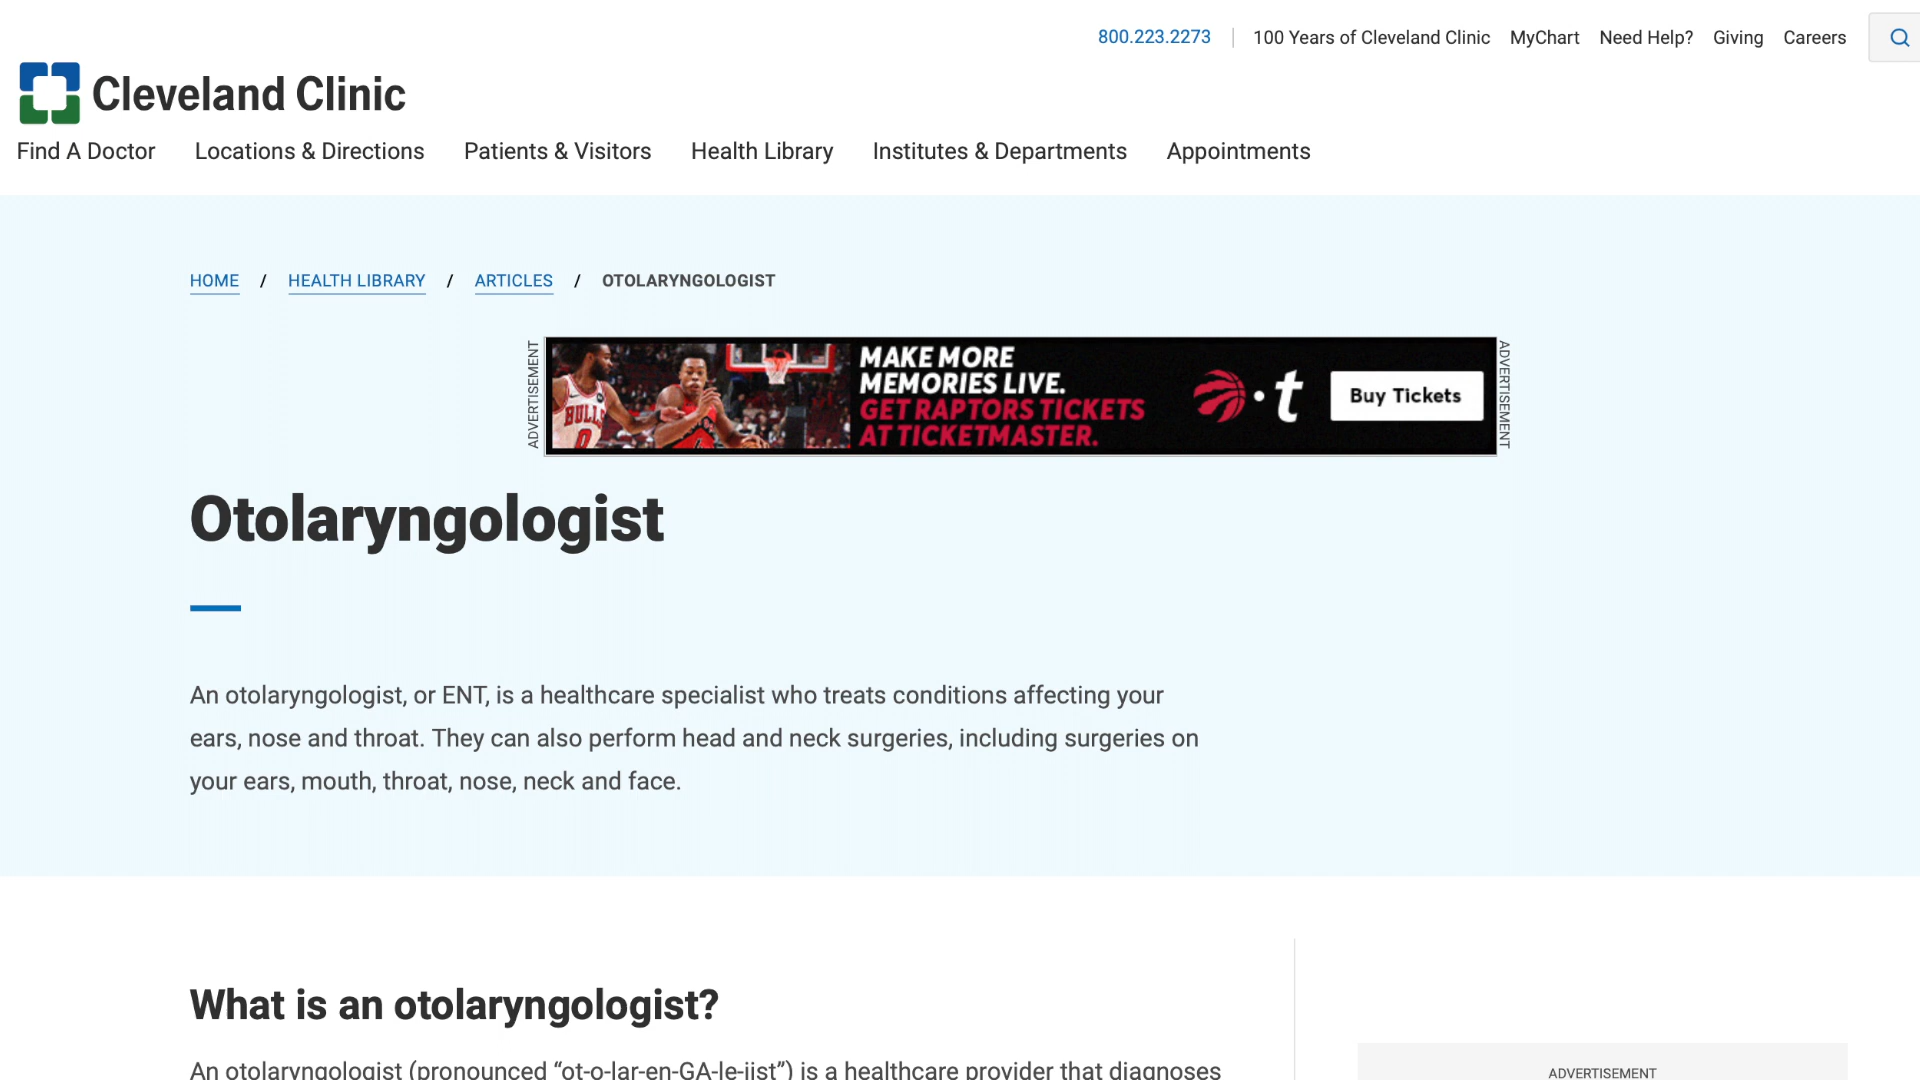 800.223.2273
100 Years of Cleveland Clinic
MyChart
Need Help?
Giving
Careers
Cleveland Clinic
Find A Doctor
Locations & Directions
Patients & Visitors
Health Library
Institutes & Departments
Appointments
HOME / HEALTH LIBRARY / ARTICLES / OTOLARYNGOLOGIST
ADVERTISEMENT
BULLS
0
MAKE MORE
MEMORIES LIVE.
GET RAPTORS TICKETS
AT TICKETMASTER.
t
Buy Tickets
ADVERTISEMENT
Otolaryngologist
An otolaryngologist, or ENT, is a healthcare specialist who treats conditions affecting your
ears, nose and throat. They can also perform head and neck surgeries, including surgeries on
your ears, mouth, throat, nose, neck and face.
What is an otolaryngologist?
An otolaryngologist (pronounced “ot-o-lar-en-GA-le-jist”) is a healthcare provider that diagnoses
ADVERTISEMENT